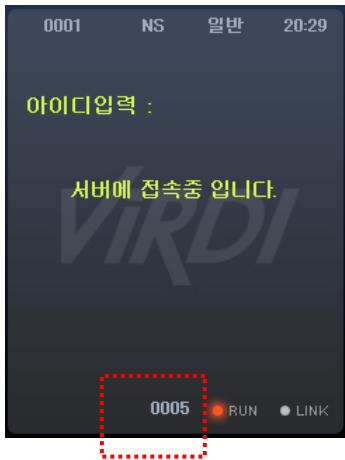 0001 NS 일반 20:29
아이디입력 :
서버에 접속중 입니다.
ViRDI
0005 RUN LINK